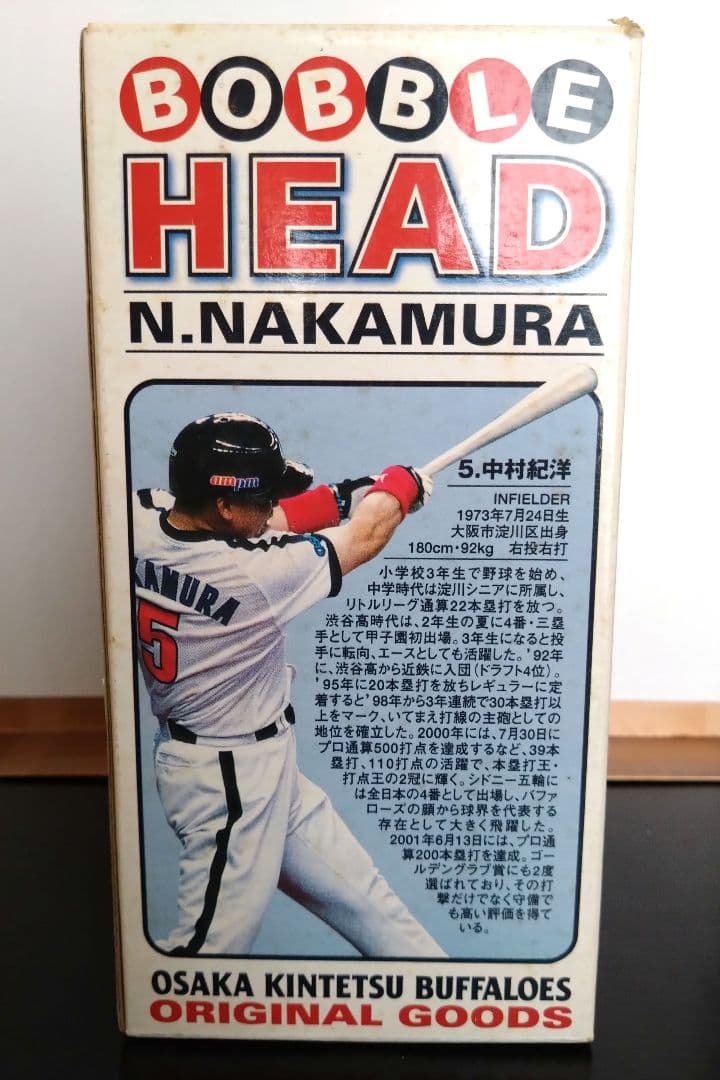 BOBBLE
HEAD
N.NAKAMURA
ampm
5.中村紀洋
INFIELDER
1973年7月24日生
大阪市淀川区出身
180cm・92kg 右投右打
KAMURA
5
小学校3年生で野球を始め、
中学時代は淀川シニアに所属し、
リトルリーグ通算22本塁打を放つ。
渋谷高時代は、2年生の夏に4番・三塁
手として甲子園初出場。3年生になると投
手に転向、エースとしても活躍した。'92年
に、渋谷高から近鉄に入団(ドラフト4位)。
'95年に20本塁打を放ちレギュラーに定
着すると'98年から3年連続で30本塁打以
上をマーク、いてまえ打線の主砲としての
地位を確立した。2000年には、7月30日に
プロ通算500打点を達成するなど、39本
塁打、110打点の活躍で、本塁打王・
打点王の2冠に輝く。シドニー五輪に
は全日本の4番として出場し、バファ
ローズの顔から球界を代表する
存在として大きく飛躍した。
2001年6月13日には、プロ通
算200本塁打を達成。ゴー
ルデングラブ賞にも2度
選ばれており、その打
撃だけでなく守備で
も高い評価を得て
いる。
OSAKA KINTETSU BUFFALOES
ORIGINAL GOODS